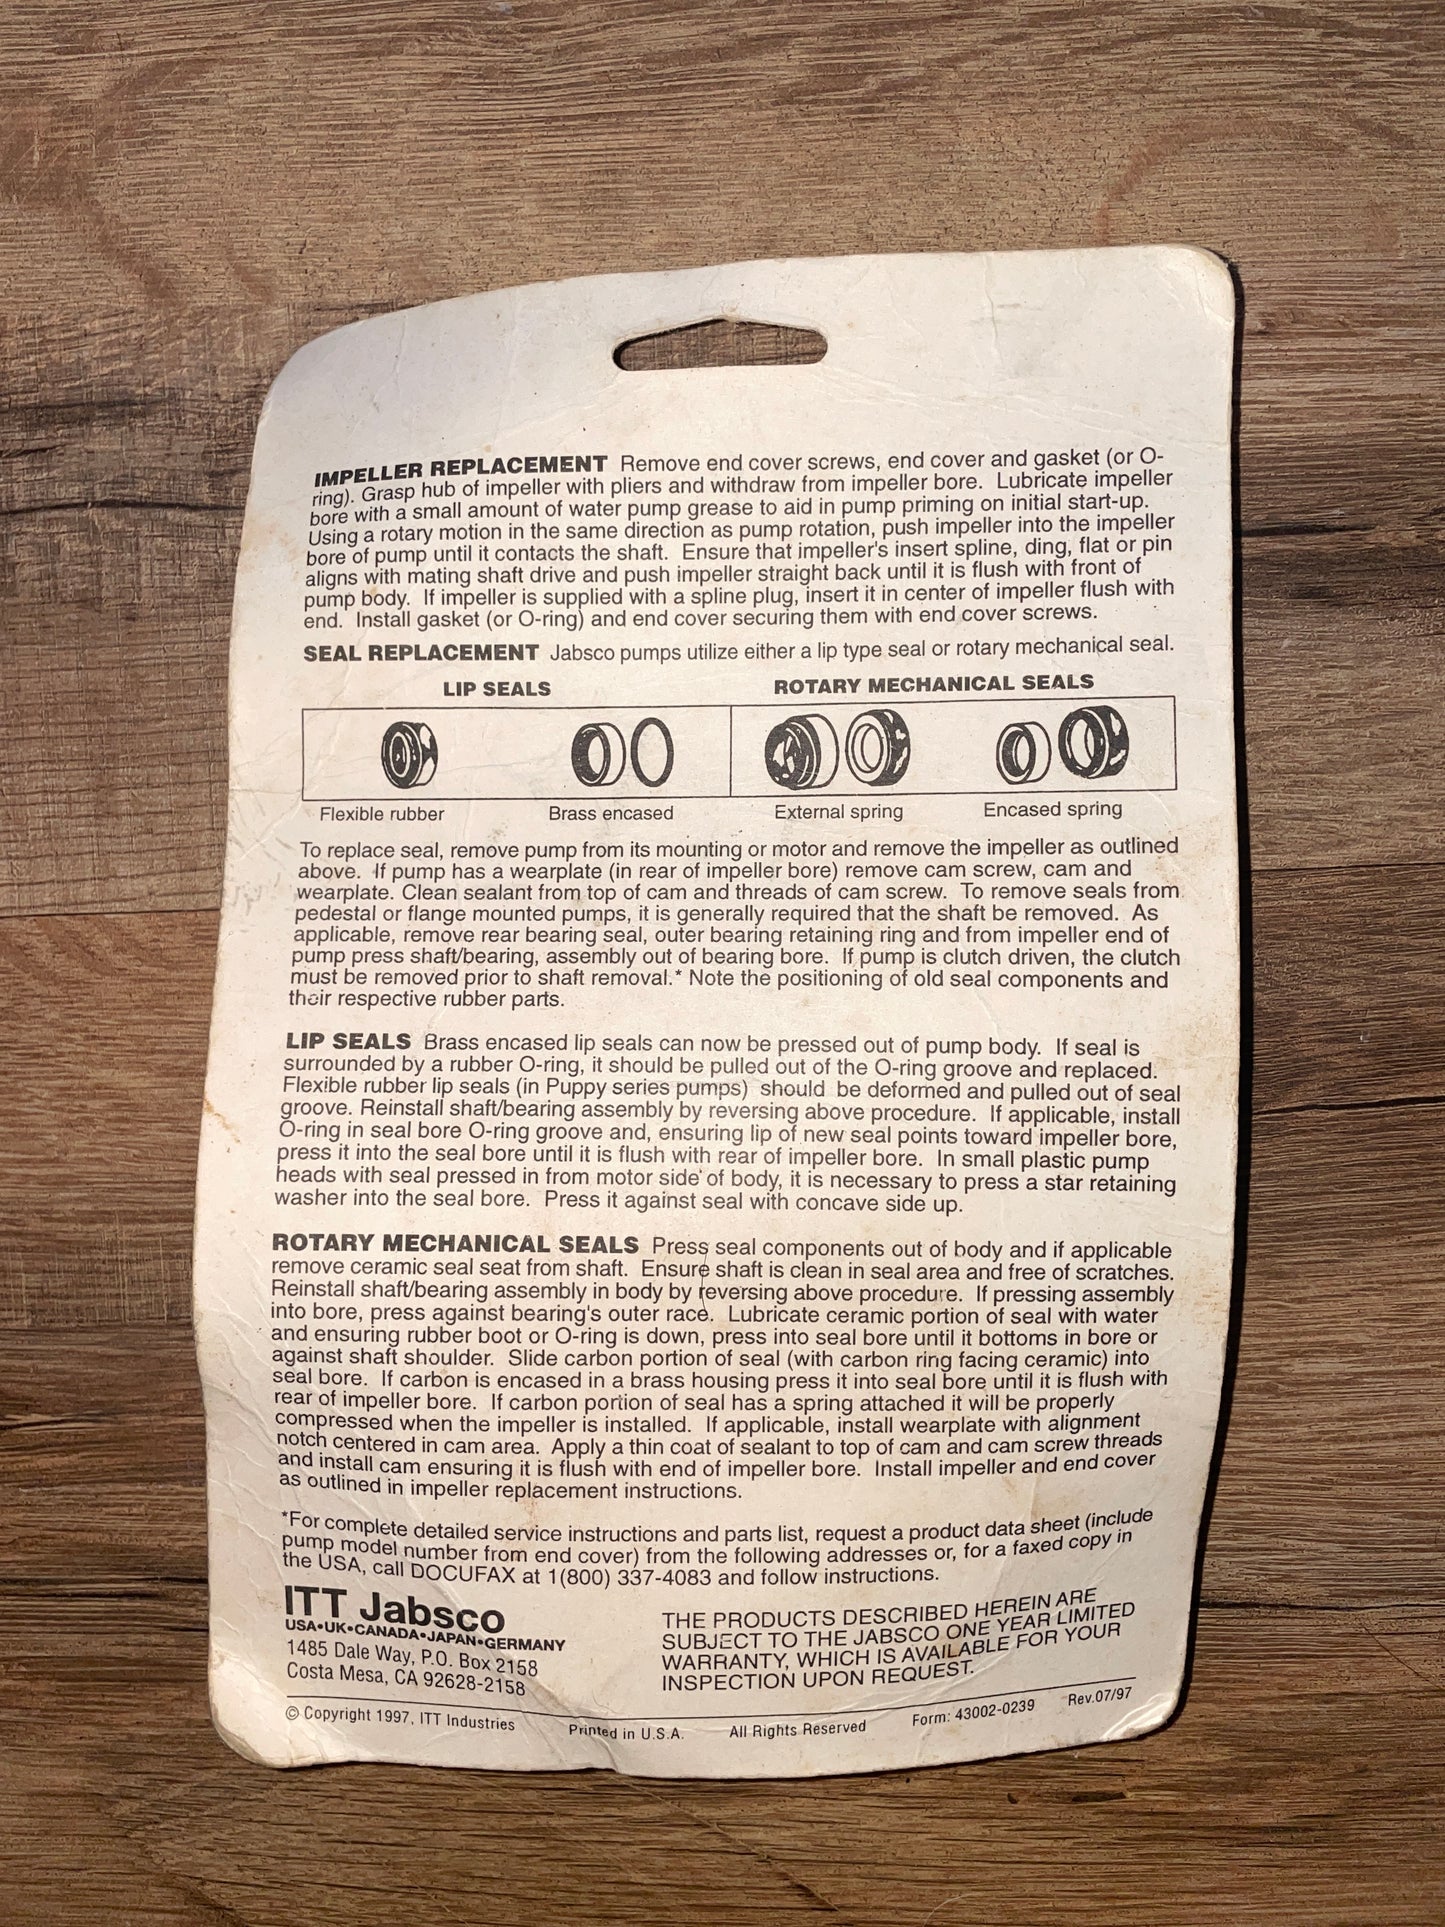 IMPELLER REPLACEMENT Remove end cover screws, end cover and gasket (or O-
ring). Grasp hub of impeller with pliers and withdraw from impeller bore. Lubricate impeller
bore with a small amount of water pump grease to aid in pump priming on initial start-up.
Using a rotary motion in the same direction as pump rotation, push impeller into the impeller
bore of pump until it contacts the shaft. Ensure that impeller's insert spline, ding, flat or pin
aligns with mating shaft drive and push impeller straight back until it is flush with front of
pump body. If impeller is supplied with a spline plug, insert it in center of impeller flush with
end. Install gasket (or O-ring) and end cover securing them with end cover screws.
SEAL REPLACEMENT Jabsco pumps utilize either a lip type seal or rotary mechanical seal.
LIP SEALS ROTARY MECHANICAL SEALS
Flexible rubber Brass encased External spring Encased spring
To replace seal, remove pump from its mounting or motor and remove the impeller as outlined
above. If pump has a wearplate (in rear of impeller bore) remove cam screw, cam and
wearplate. Clean sealant from top of cam and threads of cam screw. To remove seals from
pedestal or flange mounted pumps, it is generally required that the shaft be removed. As
applicable, remove rear bearing seal, outer bearing retaining ring and from impeller end of
pump press shaft/bearing, assembly out of bearing bore. If pump is clutch driven, the clutch
must be removed prior to shaft removal.* Note the positioning of old seal components and
their respective rubber parts.
LIP SEALS Brass encased lip seals can now be pressed out of pump body. If seal is
surrounded by a rubber O-ring, it should be pulled out of the O-ring groove and replaced.
Flexible rubber lip seals (in Puppy series pumps) should be deformed and pulled out of seal
groove. Reinstall shaft/bearing assembly by reversing above procedure. If applicable, install
O-ring in seal bore O-ring groove and, ensuring lip of new seal points toward impeller bore,
press it into the seal bore until it is flush with rear of impeller bore. In small plastic pump
heads with seal pressed in from motor side of body, it is necessary to press a star retaining
washer into the seal bore. Press it against seal with concave side up.
ROTARY MECHANICAL SEALS Press seal components out of body and if applicable
remove ceramic seal seat from shaft. Ensure shaft is clean in seal area and free of scratches.
Reinstall shaft/bearing assembly in body by reversing above procedure. If pressing assembly
into bore, press against bearing's outer race. Lubricate ceramic portion of seal with water
and ensuring rubber boot or O-ring is down, press into seal bore until it bottoms in bore or
against shaft shoulder. Slide carbon portion of seal (with carbon ring facing ceramic) into
seal bore. If carbon is encased in a brass housing press it into seal bore until it is flush with
rear of impeller bore. If carbon portion of seal has a spring attached it will be properly
compressed when the impeller is installed. If applicable, install wearplate with alignment
notch centered in cam area. Apply a thin coat of sealant to top of cam and cam screw threads
and install cam ensuring it is flush with end of impeller bore. Install impeller and end cover
as outlined in impeller replacement instructions.
*For complete detailed service instructions and parts list, request a product data sheet (include
pump model number from end cover) from the following addresses or, for a faxed copy in
the USA, call DOCUFAX at 1(800) 337-4083 and follow instructions.
ITT Jabsco
USA•UK•CANADA•JAPAN•GERMANY
1485 Dale Way, P.O. Box 2158
Costa Mesa, CA 92628-2158
THE PRODUCTS DESCRIBED HEREIN ARE
SUBJECT TO THE JABSCO ONE YEAR LIMITED
WARRANTY, WHICH IS AVAILABLE FOR YOUR
INSPECTION UPON REQUEST.
© Copyright 1997, ITT Industries Printed in U.S.A. All Rights Reserved Form: 43002-0239 Rev.07/97